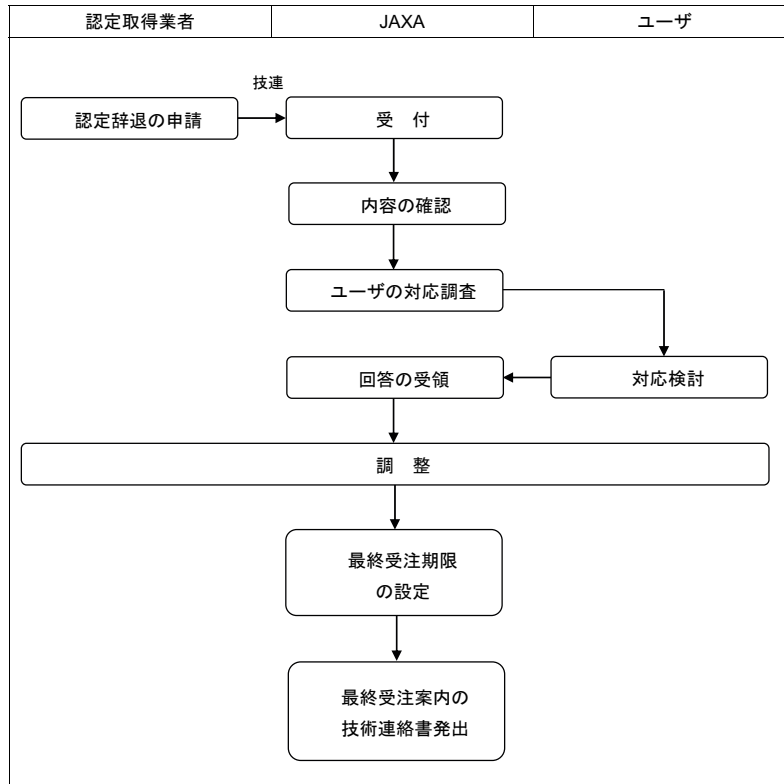 認定取得業者
JAXA
ユーザ
技連
認定辞退の申請
受　付
内容の確認
ユーザの対応調査
回答の受領
対応検討
調　整
最終受注期限
の設定
最終受注案内の
技術連絡書発出